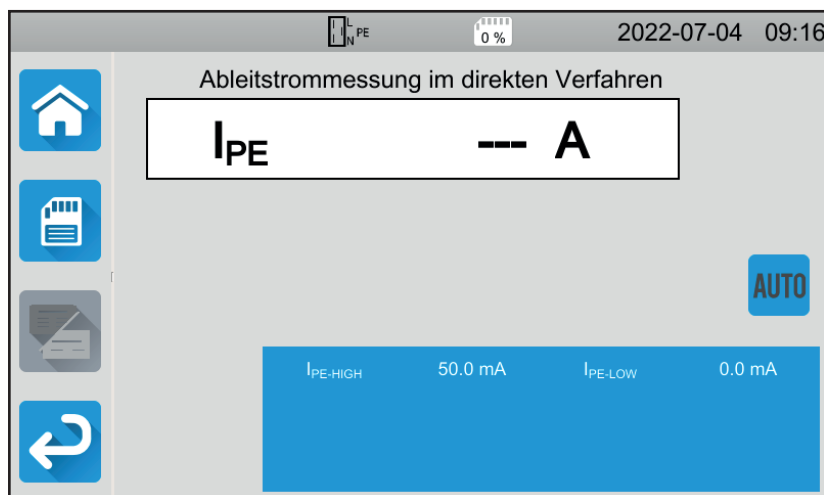 L
N PE 0 % 2022-07-04 09:16
Ableitstrommessung im direkten Verfahren
IPE --- A
AUTO
IPE-HIGH 50.0 mA IPE-LOW 0.0 mA